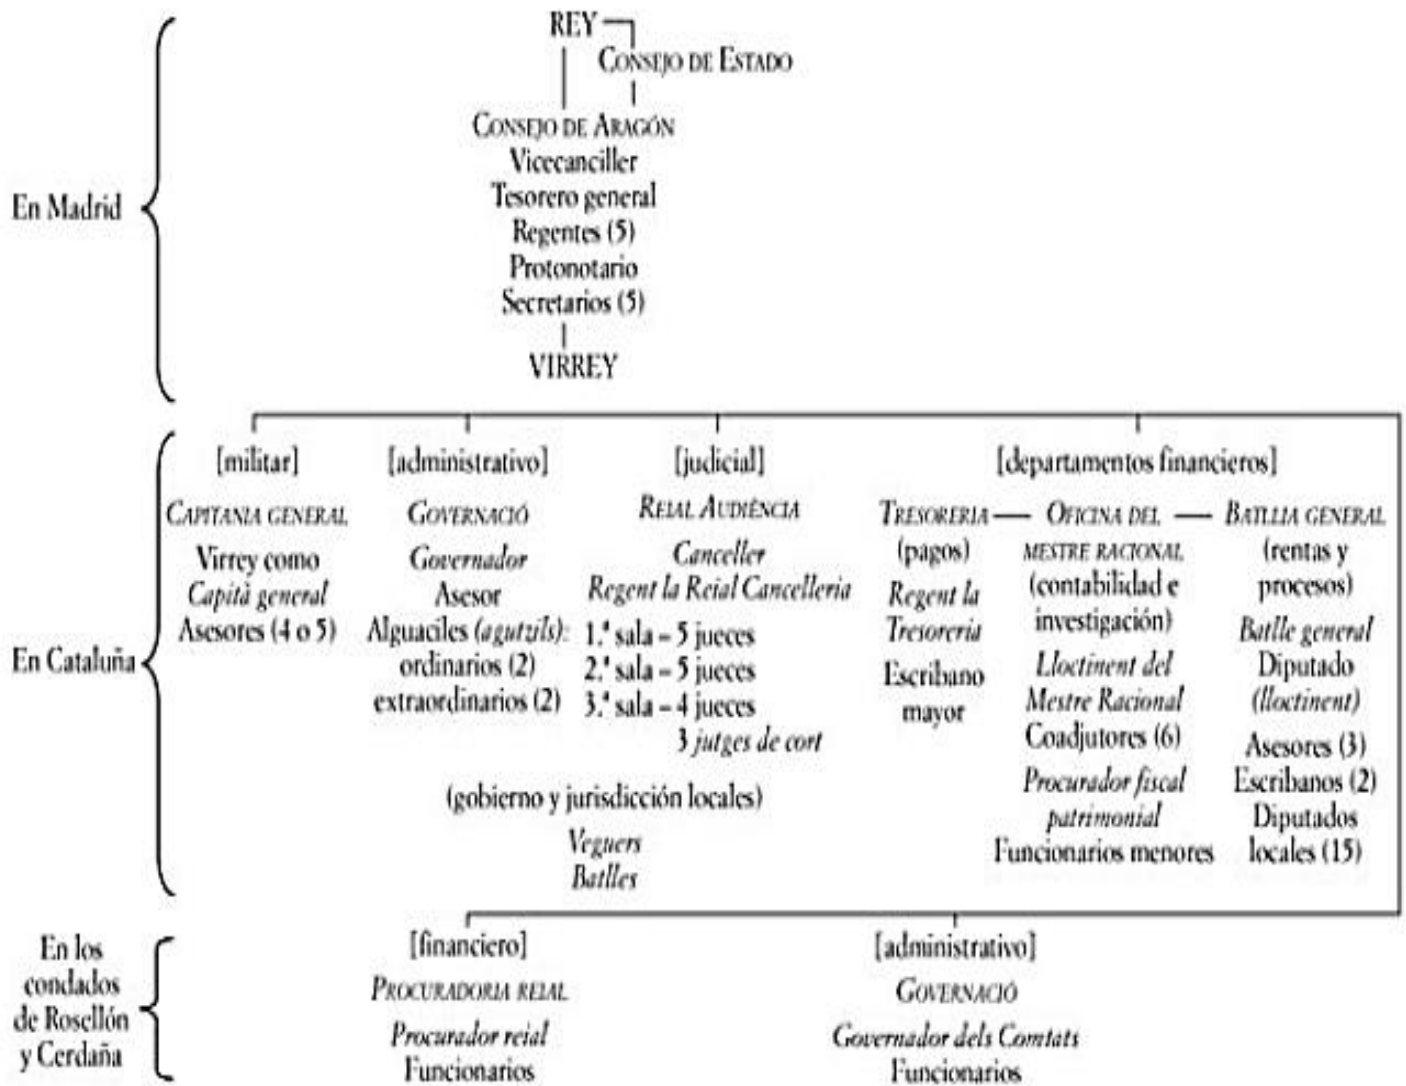 REY
CONSEJO DE ESTADO
CONSEJO DE ARAGÓN
Vicecanciller
Tesorero general
Regentes (5)
Protonotario
Secretarios (5)
VIRREY
En Madrid
En Cataluña
[militar]
CAPITANIA GENERAL
Virrey como
Capità general
Asesores (4 o 5)
[administrativo]
GOVERNACIÓ
Governador
Asesor
Alguaciles (agutzils):
ordinarios (2)
extraordinarios (2)
[judicial]
REIAL AUDIÈNCIA
Canceller
Regent la Reial Cancelleria
1.ª sala – 5 jueces
2.ª sala – 5 jueces
3.ª sala – 4 jueces
3 jutges de cort
(gobierno y jurisdicción locales)
Veguers
Batlles
[departamentos financieros]
TRESORERIA
(pagos)
Regent la
Tresoreria
Escribano
mayor
OFICINA DEL
MESTRE RACIONAL
(contabilidad e
investigación)
Lloctinent del
Mestre Racional
Coadjutores (6)
Procurador fiscal
patrimonial
Funcionarios menores
BATLLIA GENERAL
(rentas y
procesos)
Batlle general
Diputado
(lloctinent)
Asesores (3)
Escribanos (2)
Diputados
locales (15)
En los
condados
de Rosellón
y Cerdaña
[financiero]
PROCURADORIA REIAL
Procurador reial
Funcionarios
[administrativo]
GOVERNACIÓ
Governador dels Comtats
Funcionarios